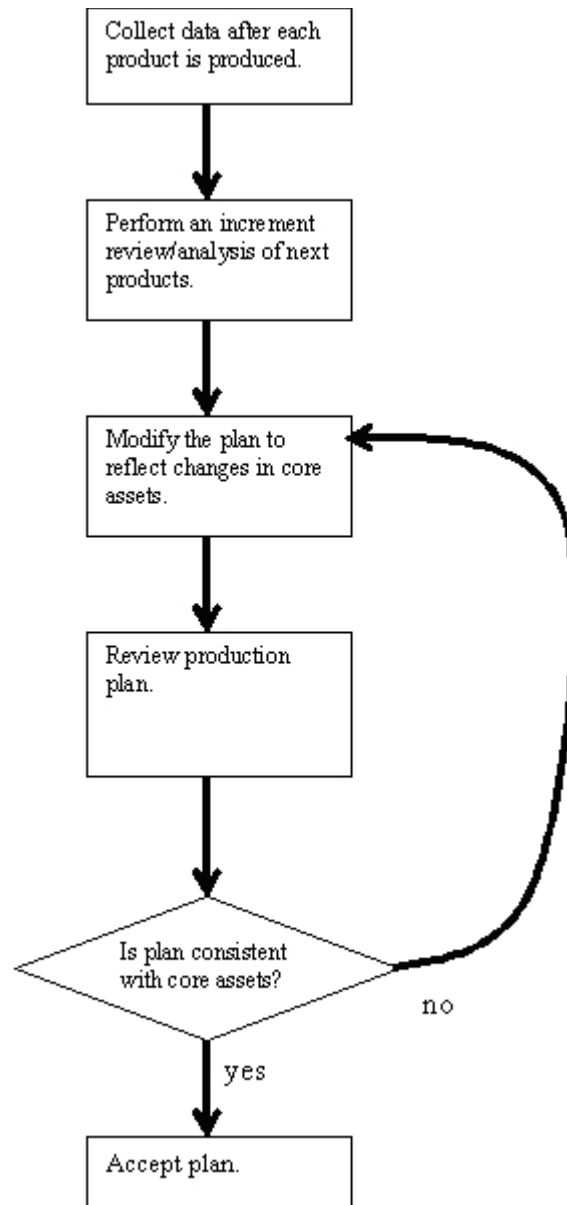 Collect data after each
product is produced.
Perform an increment
review/analysis of next
products.
Modify the plan to
reflect changes in core
assets.
Review production
plan.
Is plan consistent
with core assets?
no
yes
Accept plan.